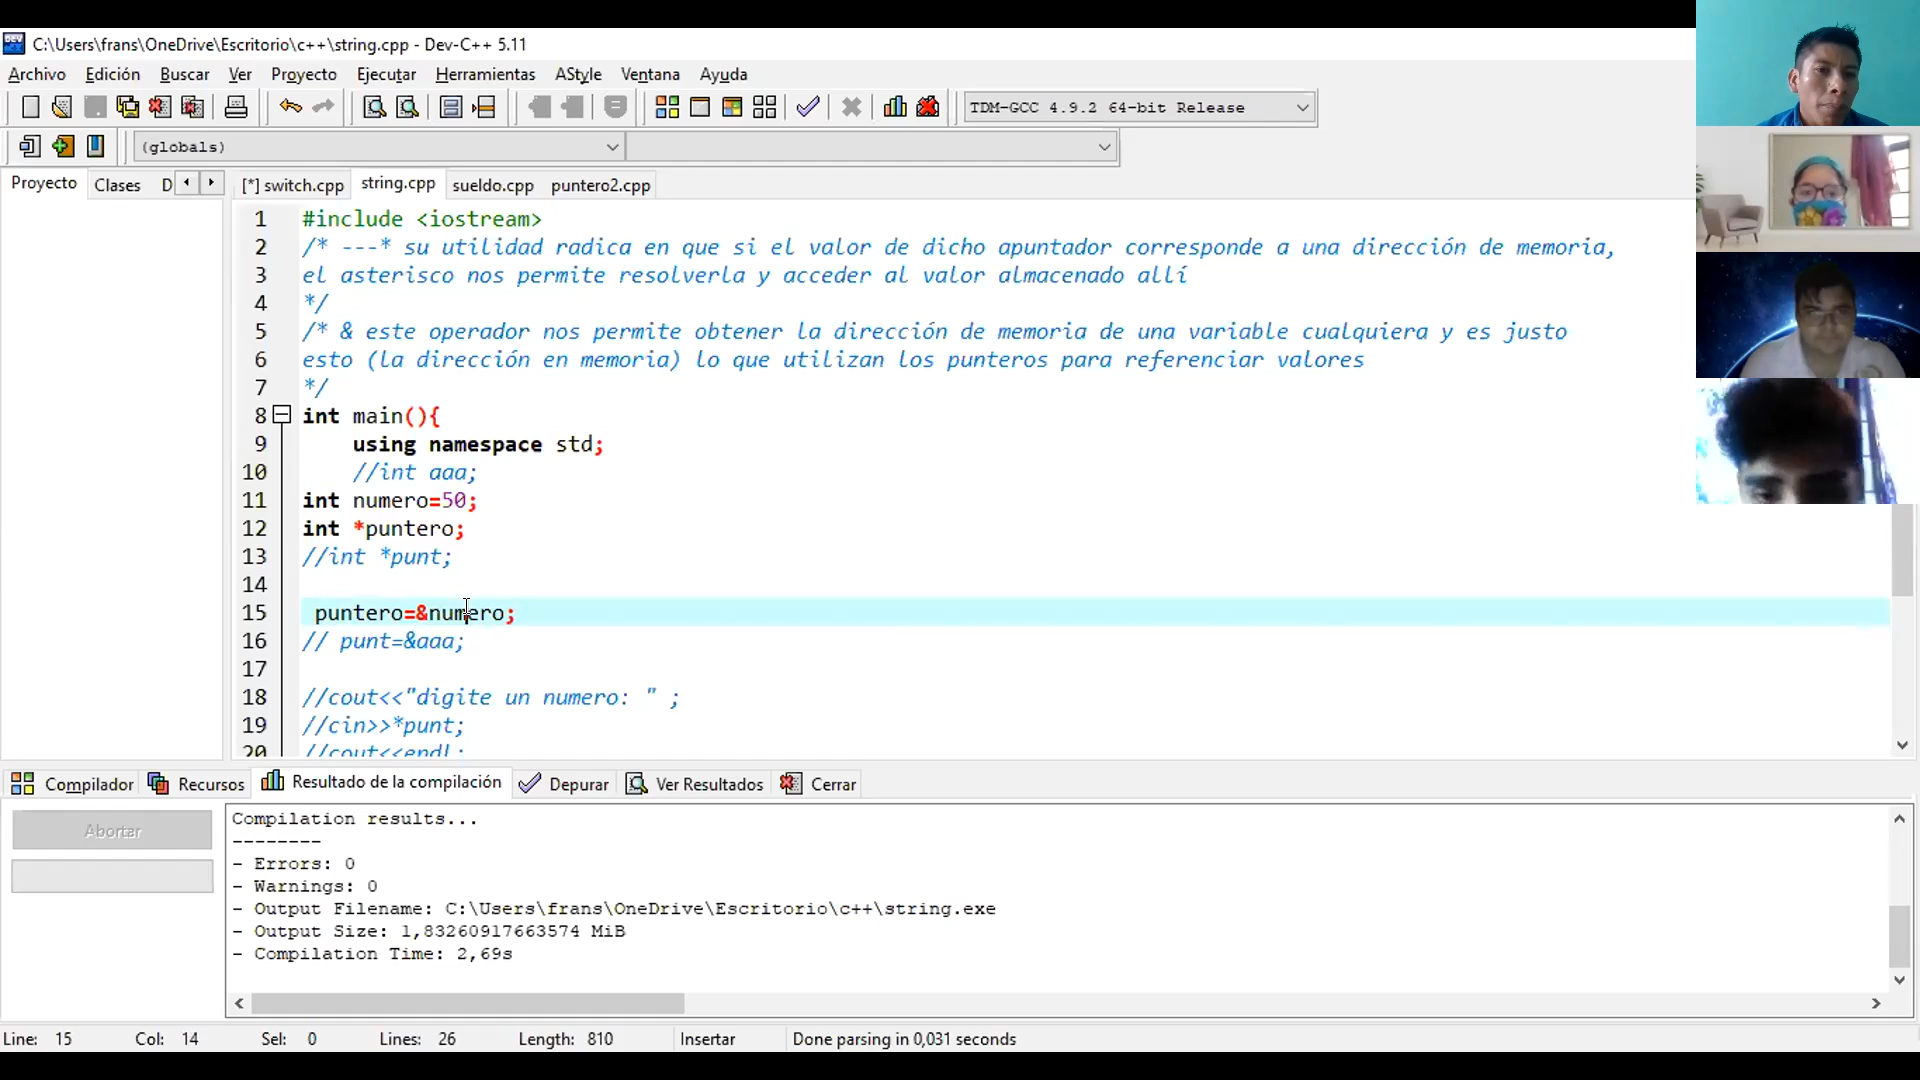 C:\Users\frans\OneDrive\Escritorio\c++\string.cpp - Dev-C++ 5.11
Archivo Edición Buscar Ver Proyecto Ejecutar Herramientas AStyle Ventana Ayuda
TDM-GCC 4.9.2 64-bit Release
(globals)
Proyecto Clases D [*] switch.cpp string.cpp sueldo.cpp puntero2.cpp
1 #include <iostream>
2 /* ---* su utilidad radica en que si el valor de dicho apuntador corresponde a una dirección de memoria,
3 el asterisco nos permite resolverla y acceder al valor almacenado allí
4 */
5 /* & este operador nos permite obtener la dirección de memoria de una variable cualquiera y es justo
6 esto (la dirección en memoria) lo que utilizan los punteros para referenciar valores
7 */
8 int main(){
9 using namespace std;
10 //int aaa;
11 int numero=50;
12 int *puntero;
13 //int *punt;
14
15 puntero=&numero;
16 // punt=&aaa;
17
18 //cout<<"digite un numero: " ;
19 //cin>>*punt;
20 //cout<<endl;
Compilador Recursos Resultado de la compilación Depurar Ver Resultados Cerrar
Abortar
Compilation results...
--------
- Errors: 0
- Warnings: 0
- Output Filename: C:\Users\frans\OneDrive\Escritorio\c++\string.exe
- Output Size: 1,83260917663574 MiB
- Compilation Time: 2,69s
Line: 15 Col: 14 Sel: 0 Lines: 26 Length: 810 Insertar Done parsing in 0,031 seconds